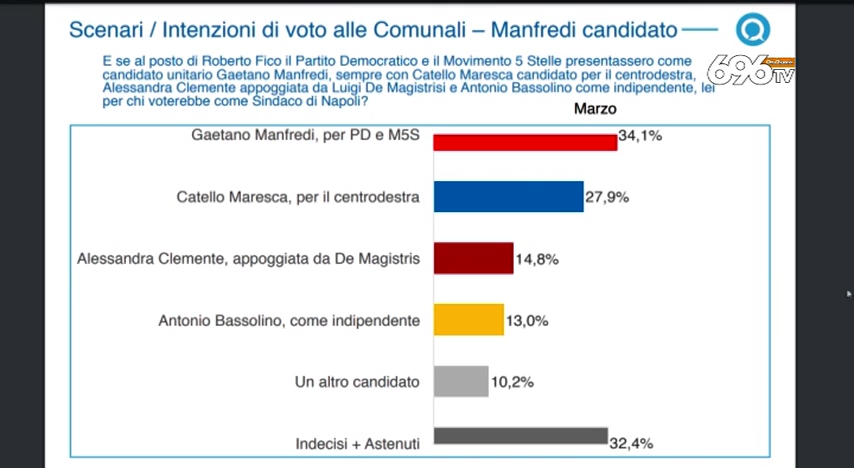 Scenari / Intenzioni di voto alle Comunali – Manfredi candidato
E se al posto di Roberto Fico il Partito Democratico e il Movimento 5 Stelle presentassero come
candidato unitario Gaetano Manfredi, sempre con Catello Maresca candidato per il centrodestra,
Alessandra Clemente appoggiata da Luigi De Magistrisi e Antonio Bassolino come indipendente, lei
per chi voterebbe come Sindaco di Napoli?
696 TV
Marzo
Gaetano Manfredi, per PD e M5S 34,1%
Catello Maresca, per il centrodestra 27,9%
Alessandra Clemente, appoggiata da De Magistris 14,8%
Antonio Bassolino, come indipendente 13,0%
Un altro candidato 10,2%
Indecisi + Astenuti 32,4%